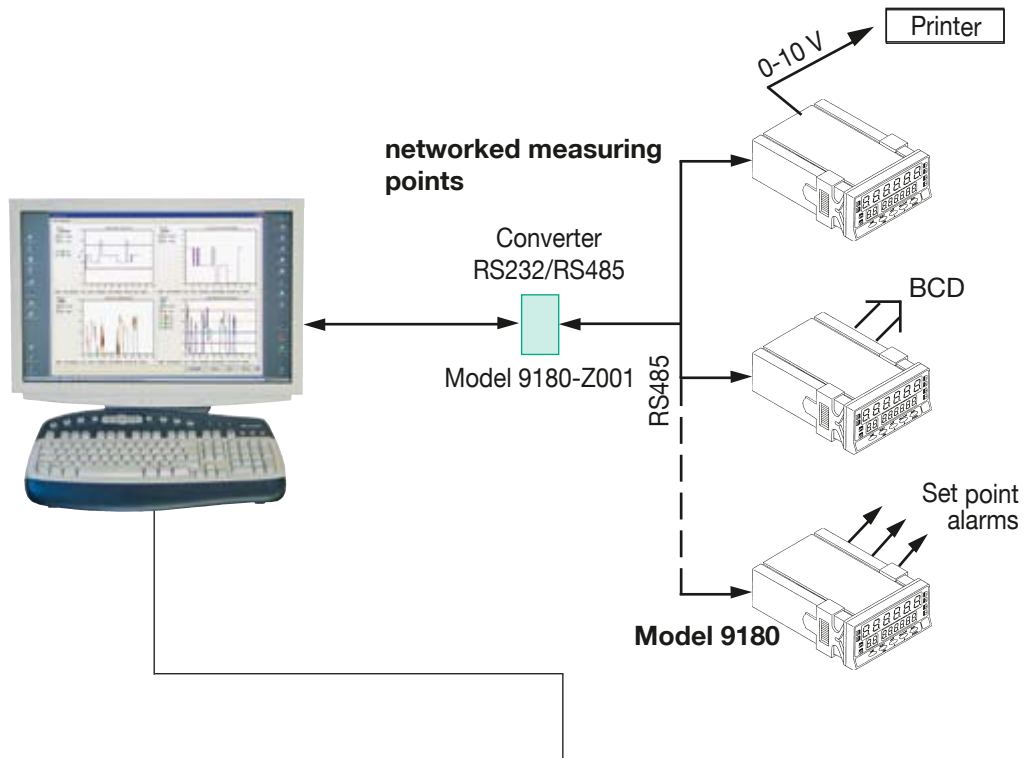 Printer
0-10 V
networked measuring
points
Converter
RS232/RS485
BCD
Model 9180-Z001
RS485
Set point
alarms
Model 9180